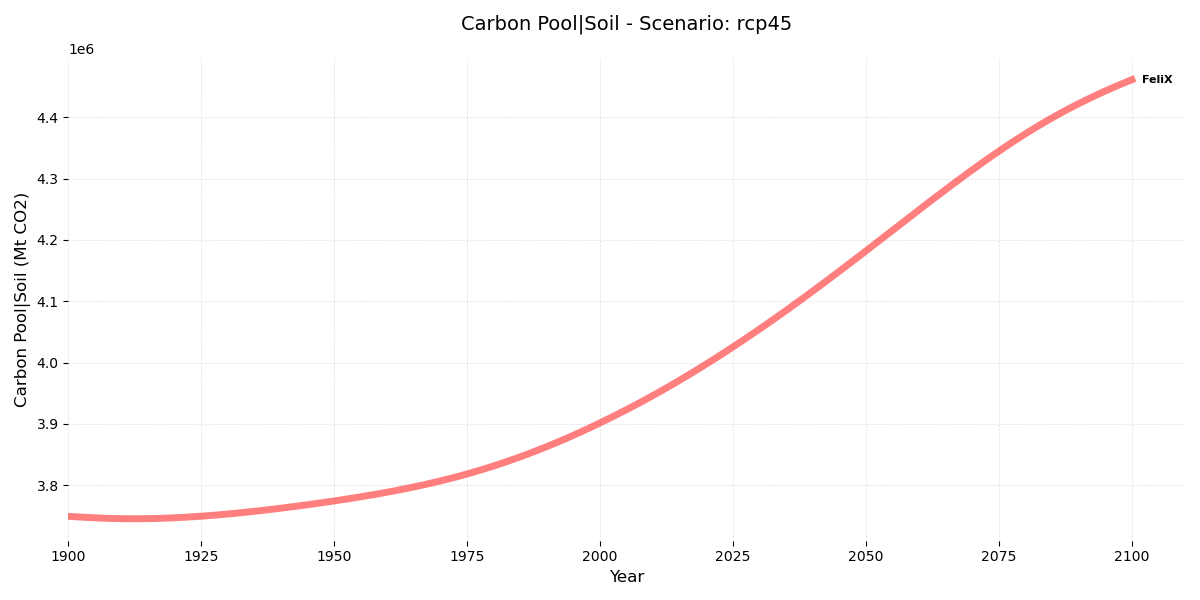 Carbon Pool|Soil - Scenario: rcp45
1e6
FeliX
4.4
4.3
4.2
4.1
4.0
3.9
3.8
Carbon Pool|Soil (Mt CO2)
1900 1925 1950 1975 2000 2025 2050 2075 2100
Year